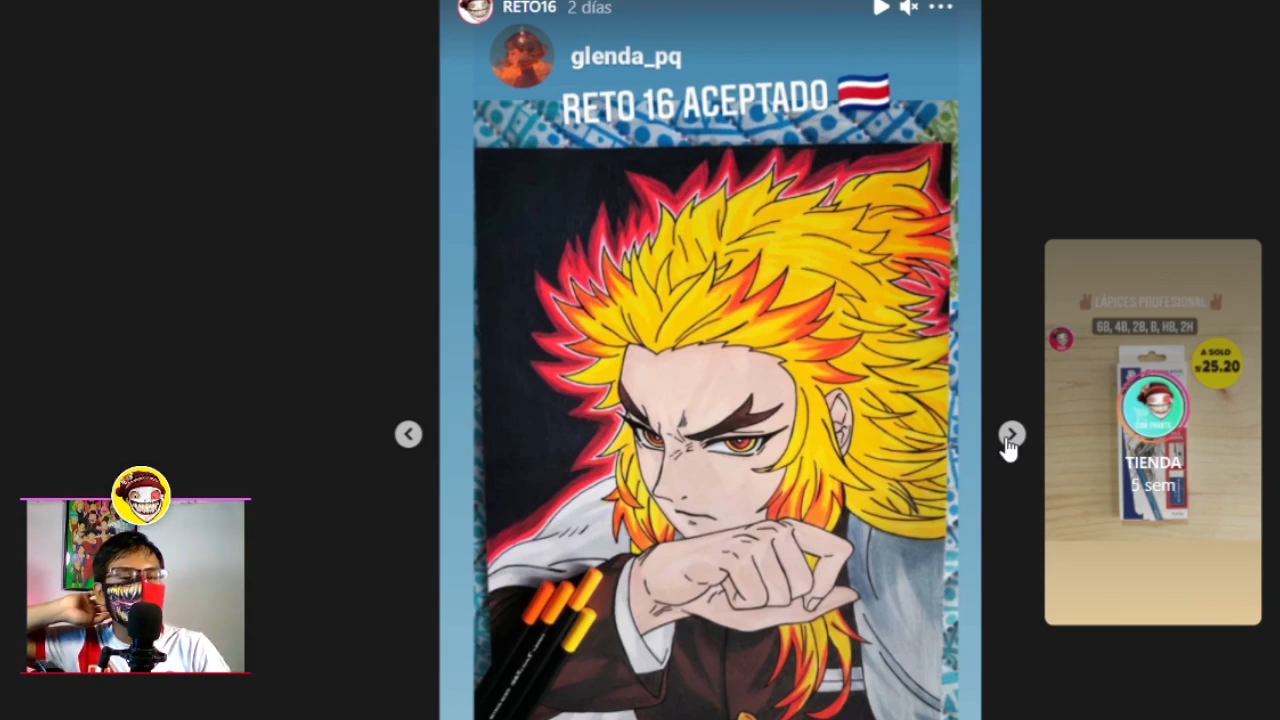 RETO16 2 días
glenda_pq
RETO 16 ACEPTADO
LÁPICES PROFESIONAL
6B, 4B, 2B, B, HB, 2H
A SOLO
S/25.20
TIENDA
5 sem